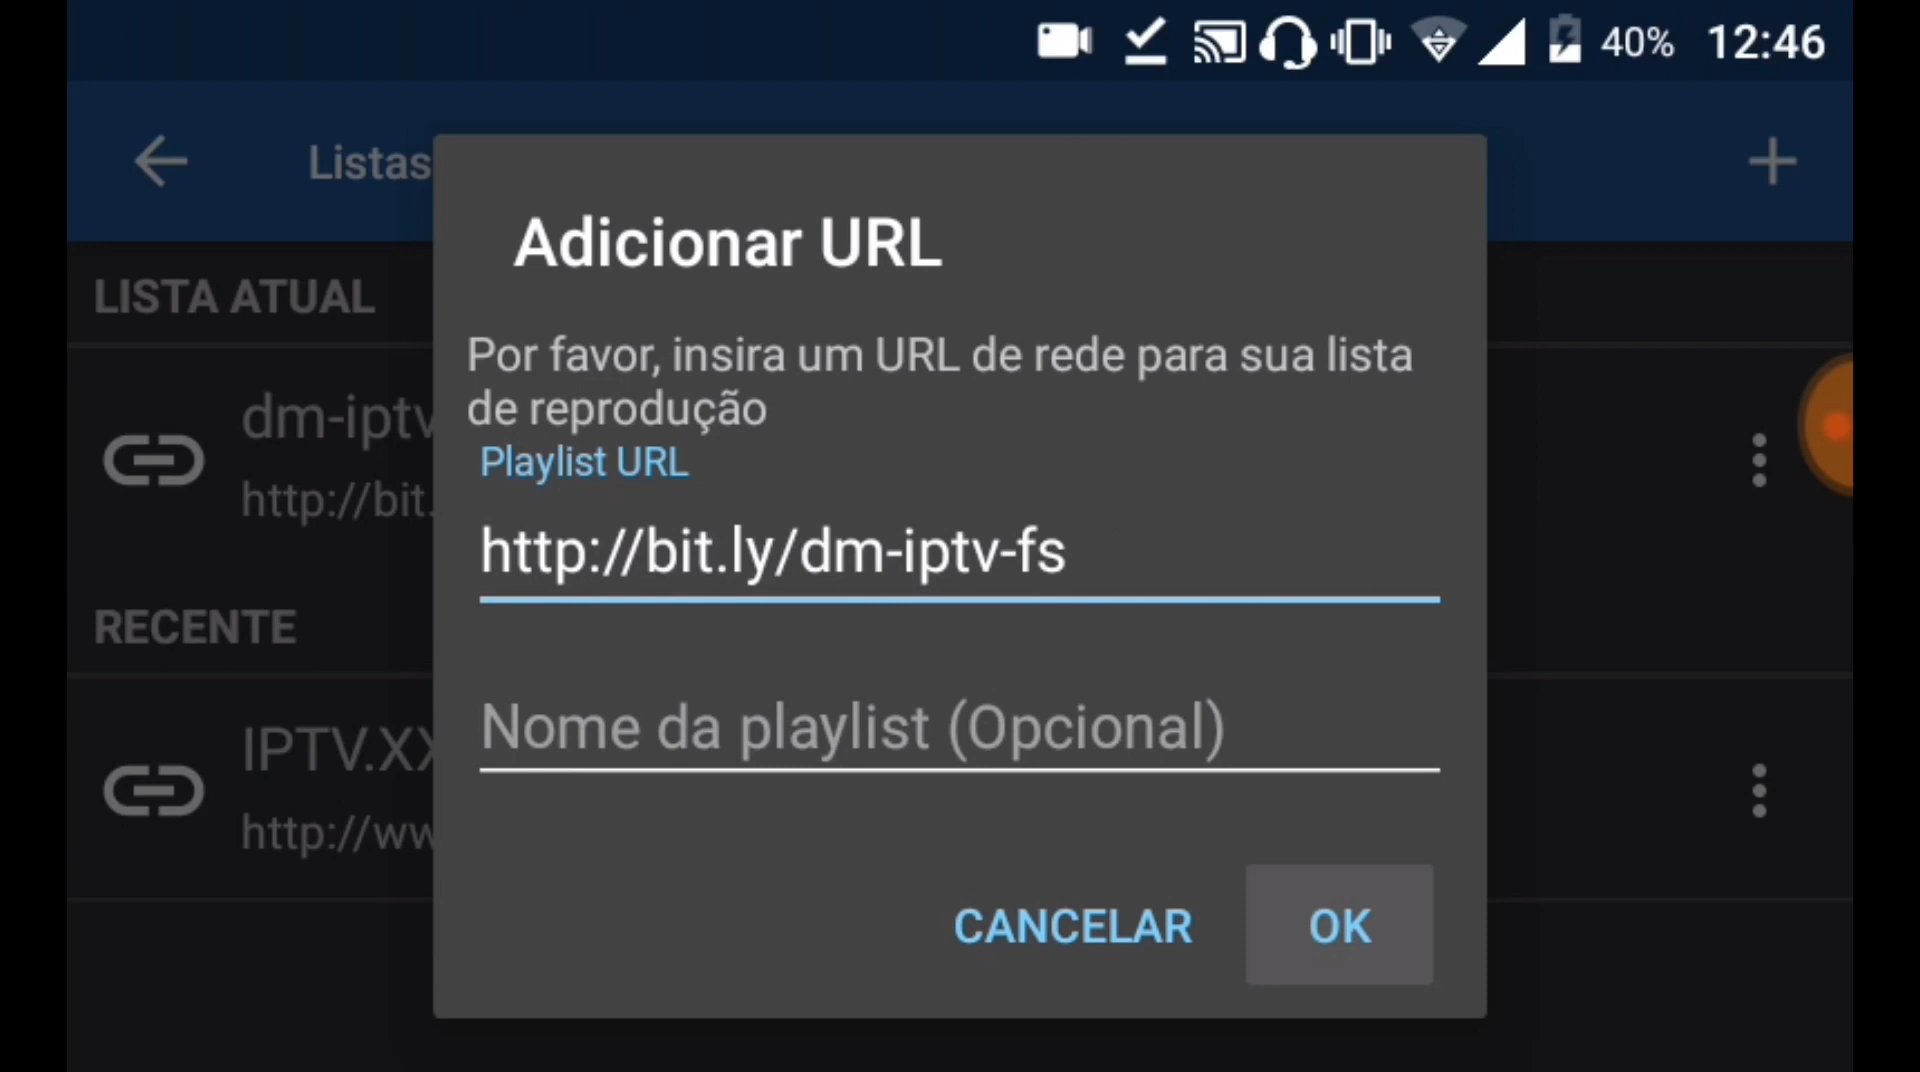 40% 12:46
Listas
Adicionar URL
LISTA ATUAL
Por favor, insira um URL de rede para sua lista
de reprodução
dm-iptv
Playlist URL
http://bit.
http://bit.ly/dm-iptv-fs
RECENTE
Nome da playlist (Opcional)
IPTV.XX
http://ww
CANCELAR OK